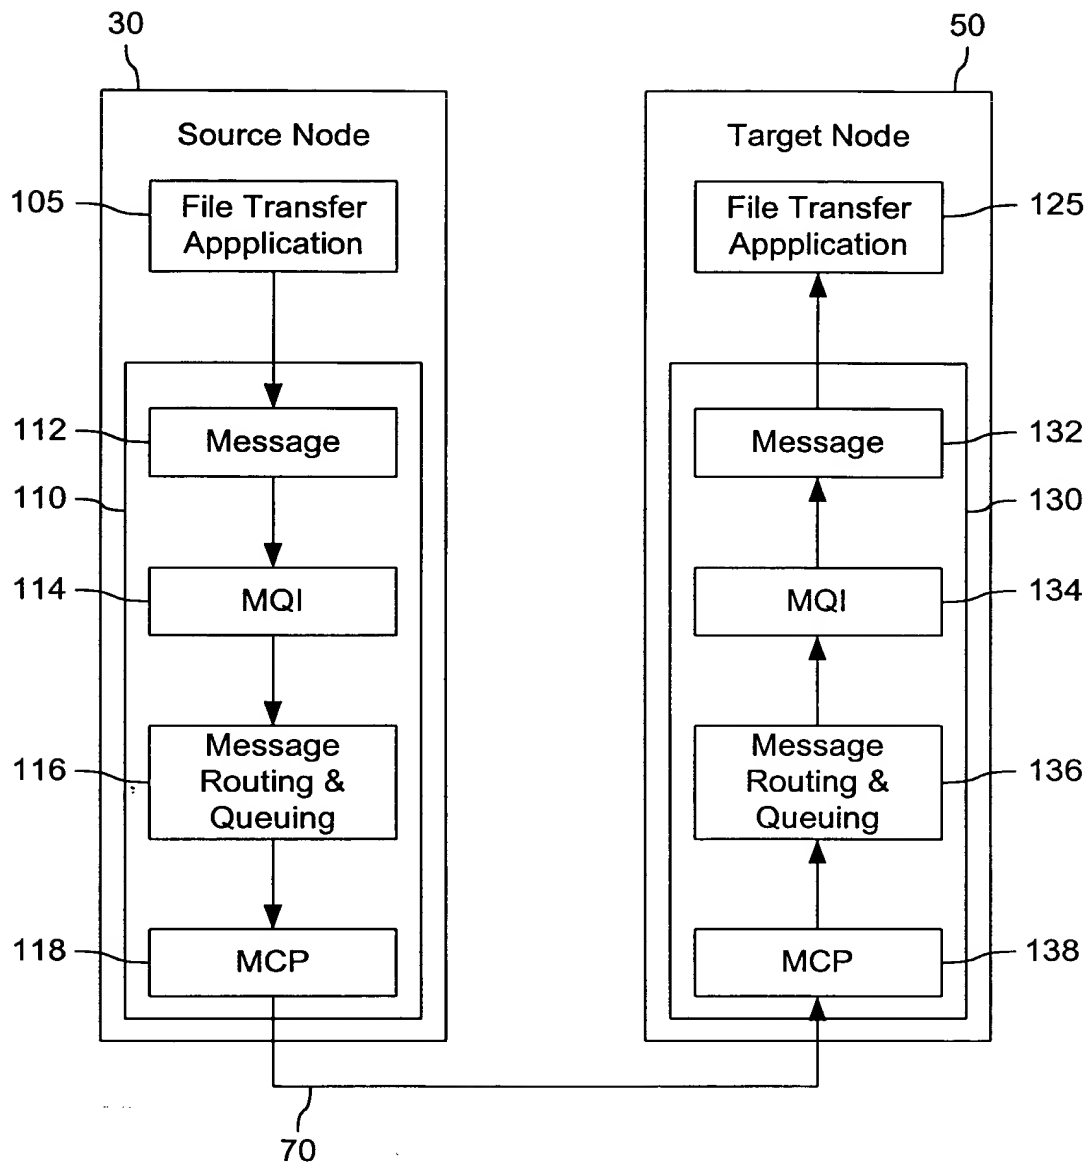 30
50
Source Node
Target Node
105
File Transfer
Appplication
File Transfer
Appplication
125
112
Message
Message
132
110
130
114
MQI
MQI
134
116
Message
Routing &
Queuing
Message
Routing &
Queuing
136
118
MCP
MCP
138
70